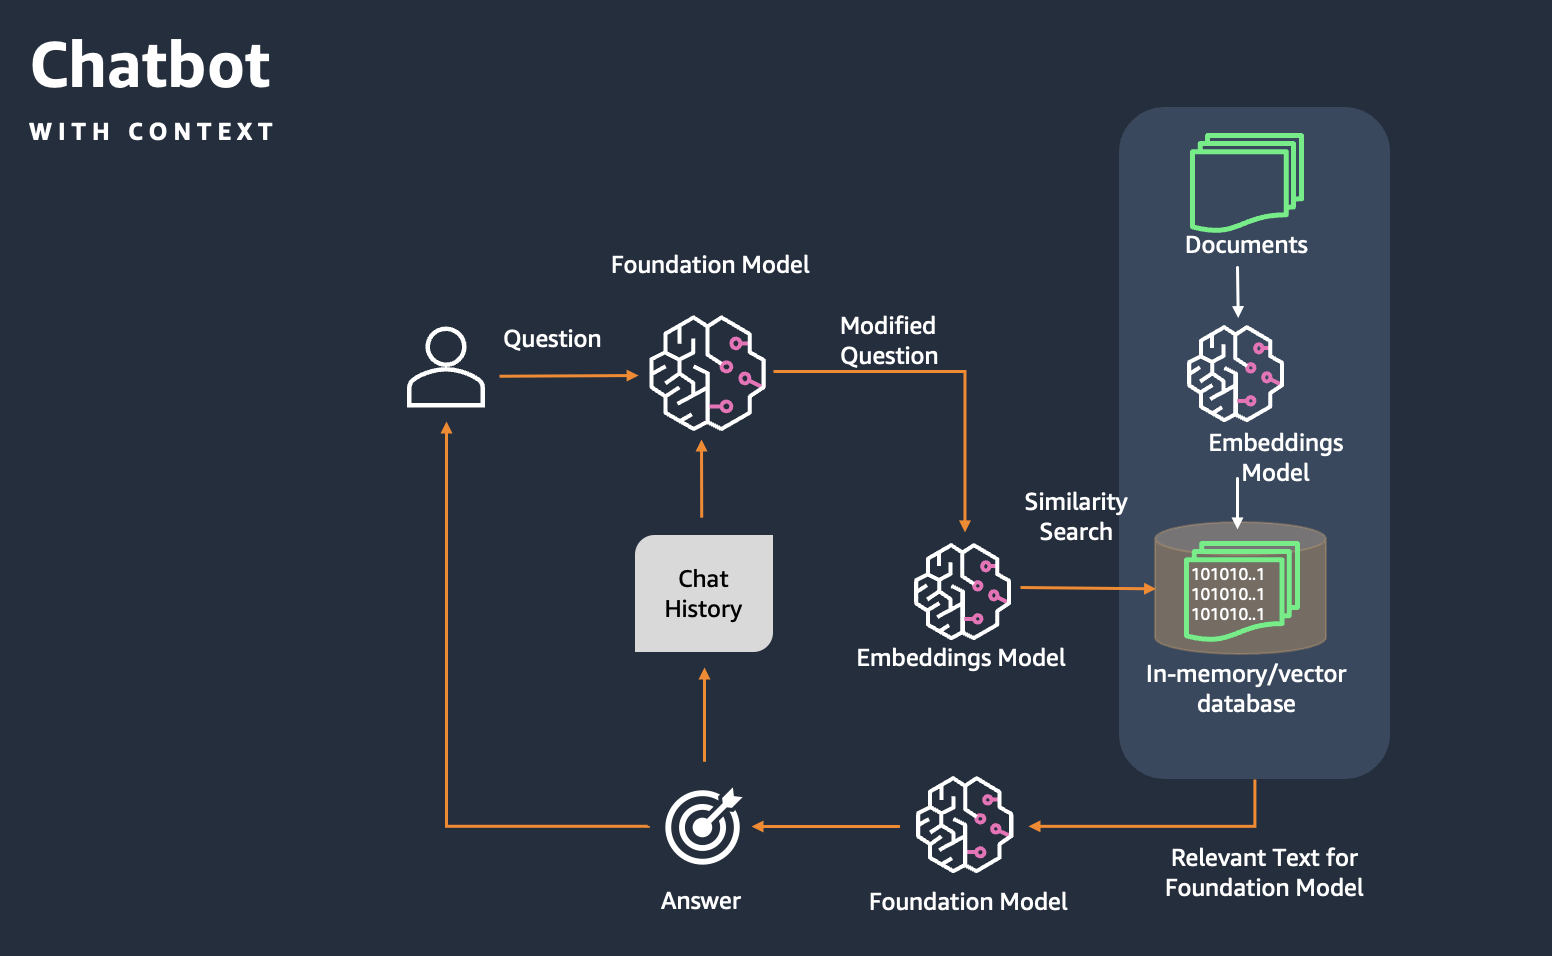 Chatbot
WITH CONTEXT
Documents
Foundation Model
Question
Modified
Question
Embeddings
Model
Similarity
Search
Chat
History
101010..1
101010..1
101010..1
Embeddings Model
In-memory/vector
database
Relevant Text for
Foundation Model
Answer
Foundation Model